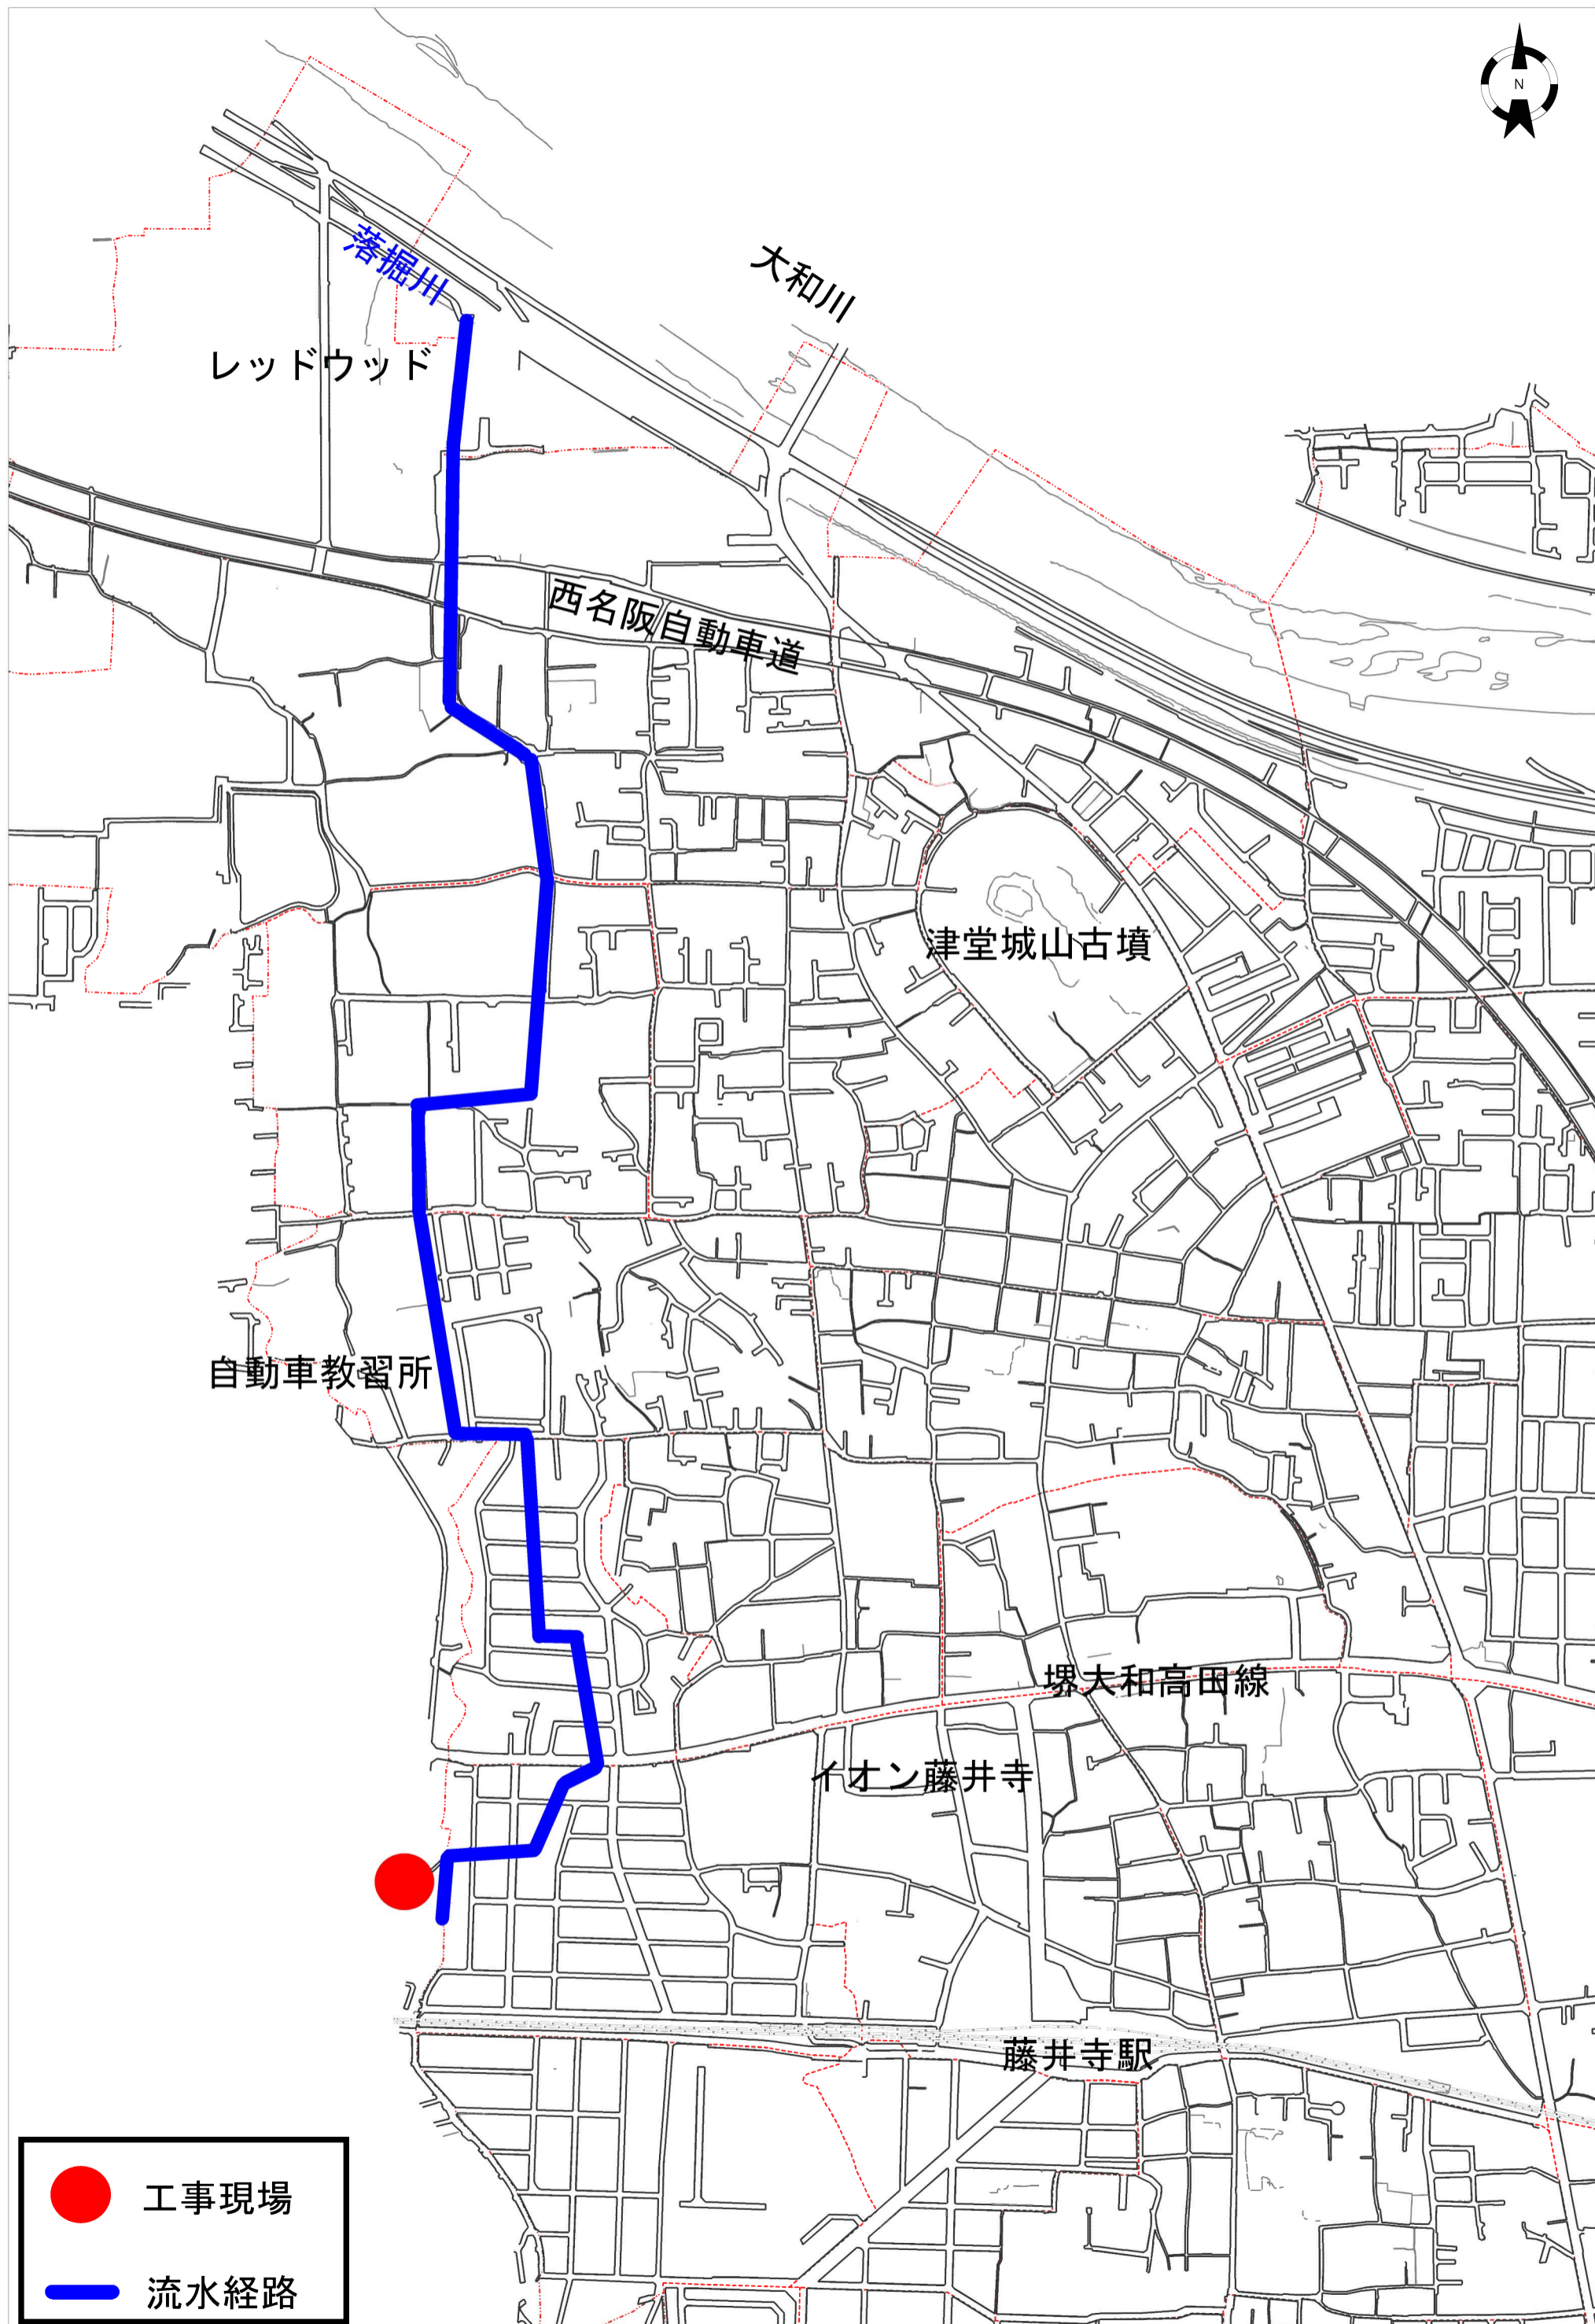 N
落掘川
大和川
レッドウッド
西名阪自動車道
津堂城山古墳
自動車教習所
堺大和高田線
イオン藤井寺
藤井寺駅
工事現場
流水経路